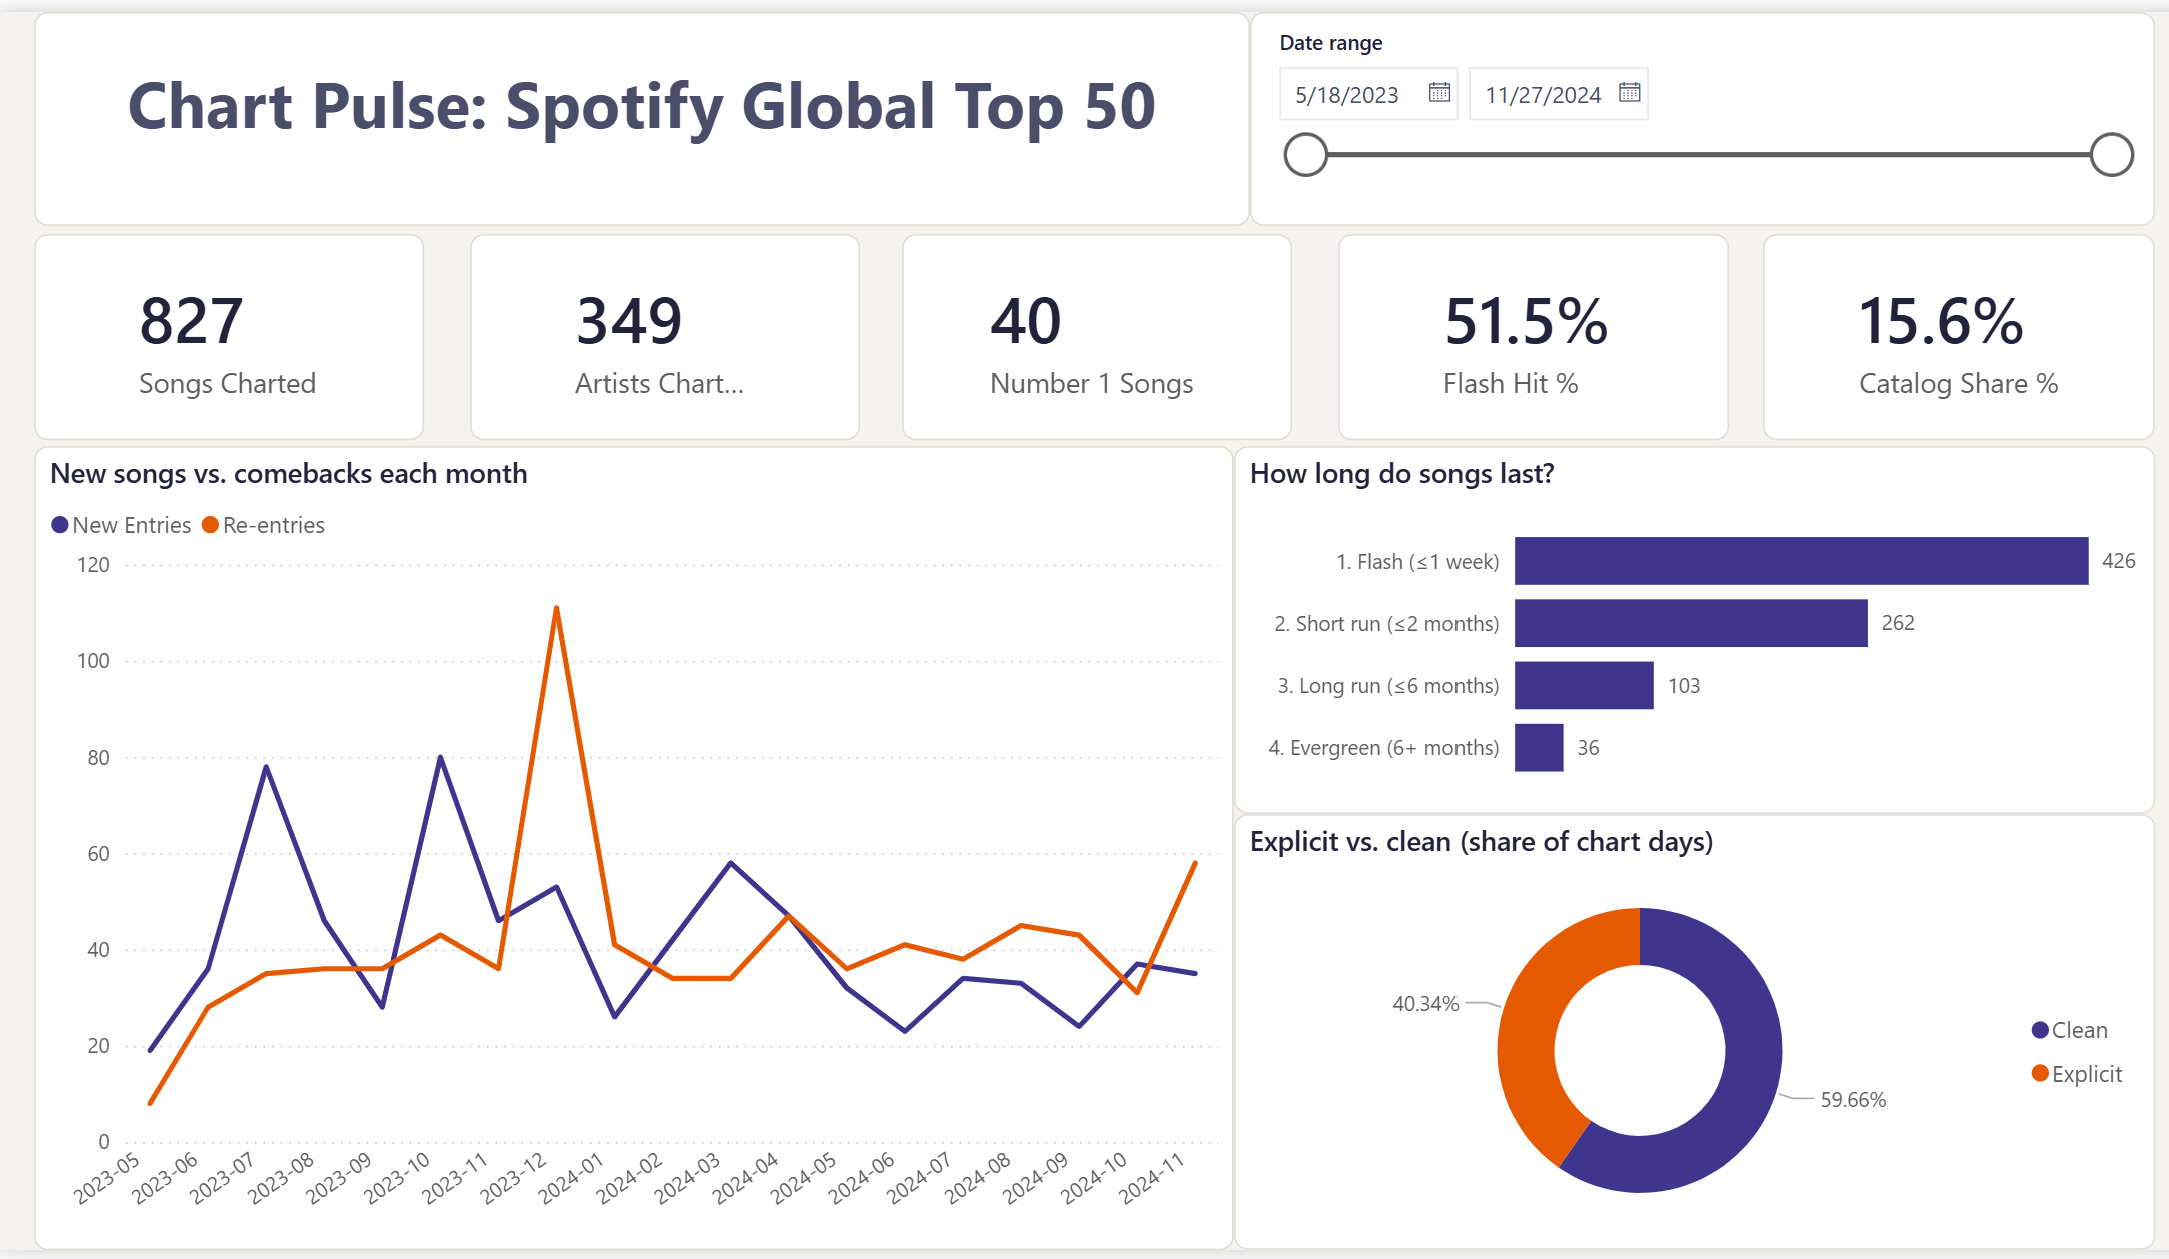 Chart Pulse: Spotify Global Top 50
Date range
5/18/2023
11/27/2024
827
Songs Charted
349
Artists Chart...
40
Number 1 Songs
51.5%
Flash Hit %
15.6%
Catalog Share %
New songs vs. comebacks each month
New Entries Re-entries
120
100
80
60
40
20
0
2023-05
2023-06
2023-07
2023-08
2023-09
2023-10
2023-11
2023-12
2024-01
2024-02
2024-03
2024-04
2024-05
2024-06
2024-07
2024-08
2024-09
2024-10
2024-11
How long do songs last?
1. Flash (≤1 week) 426
2. Short run (≤2 months) 262
3. Long run (≤6 months) 103
4. Evergreen (6+ months) 36
Explicit vs. clean (share of chart days)
40.34%
59.66%
Clean
Explicit